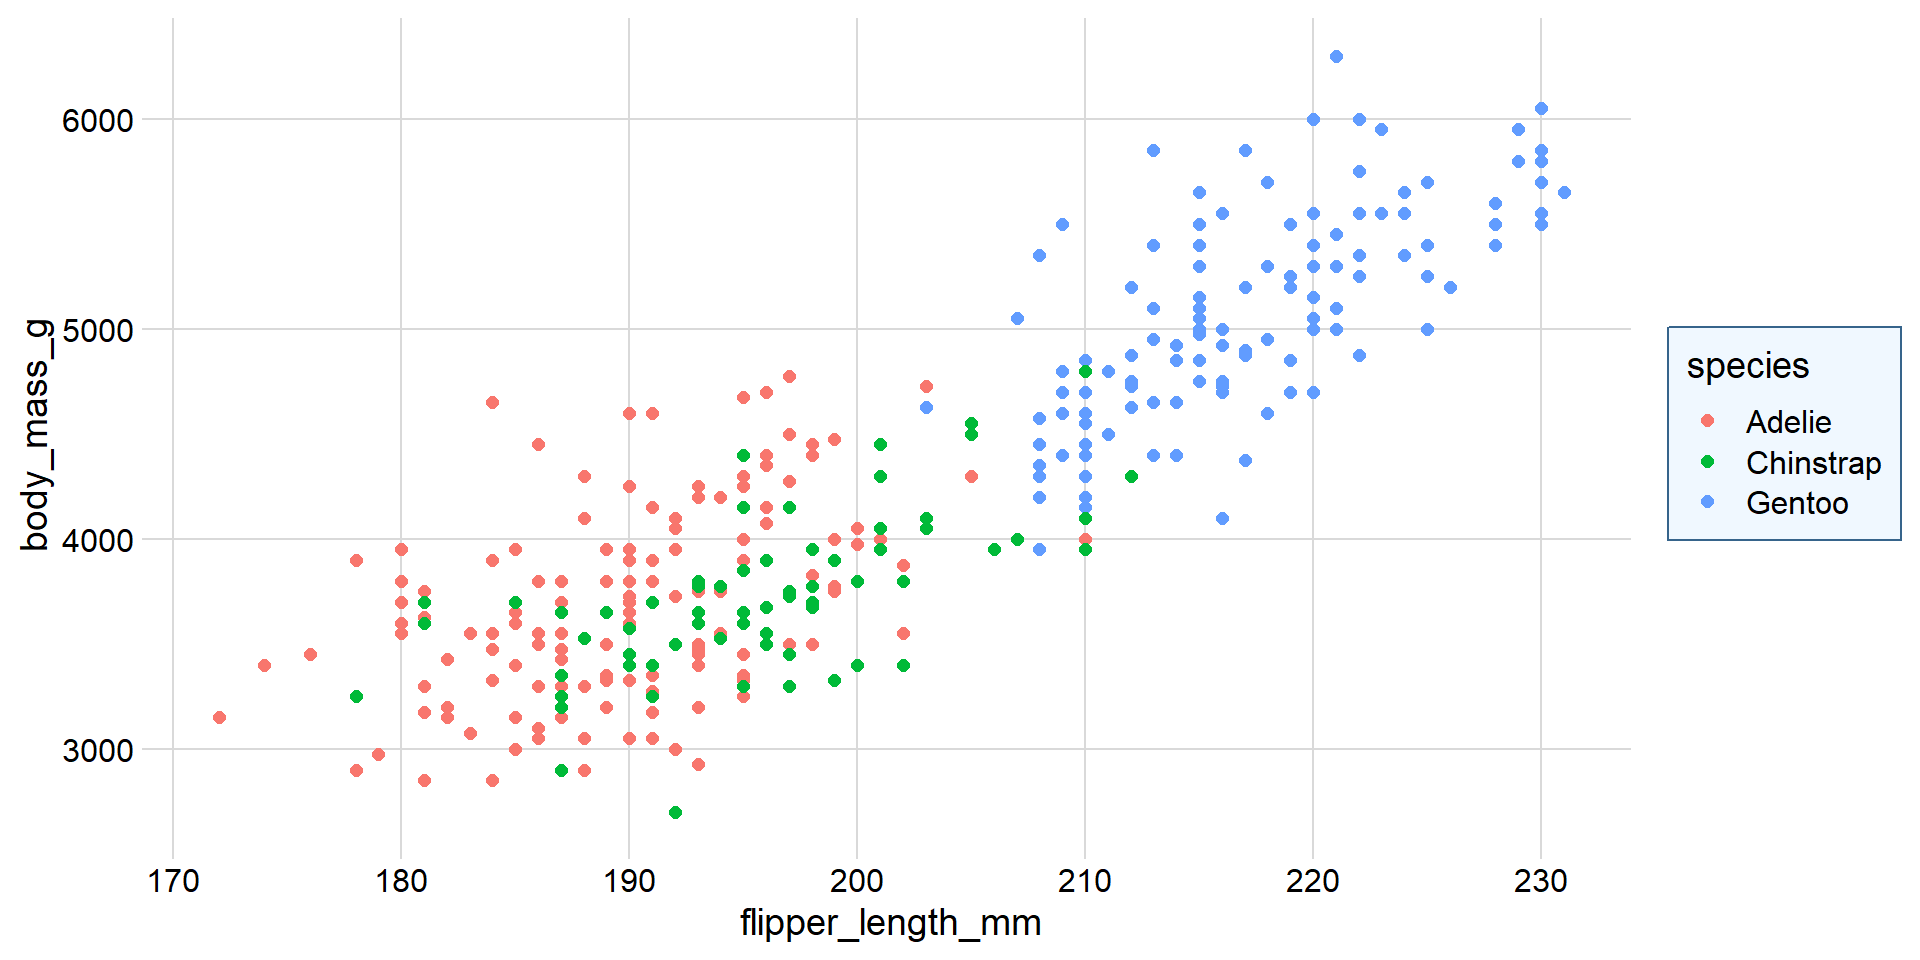 6000
5000
4000
3000
body_mass_g
170 180 190 200 210 220 230
flipper_length_mm
species
Adelie
Chinstrap
Gentoo